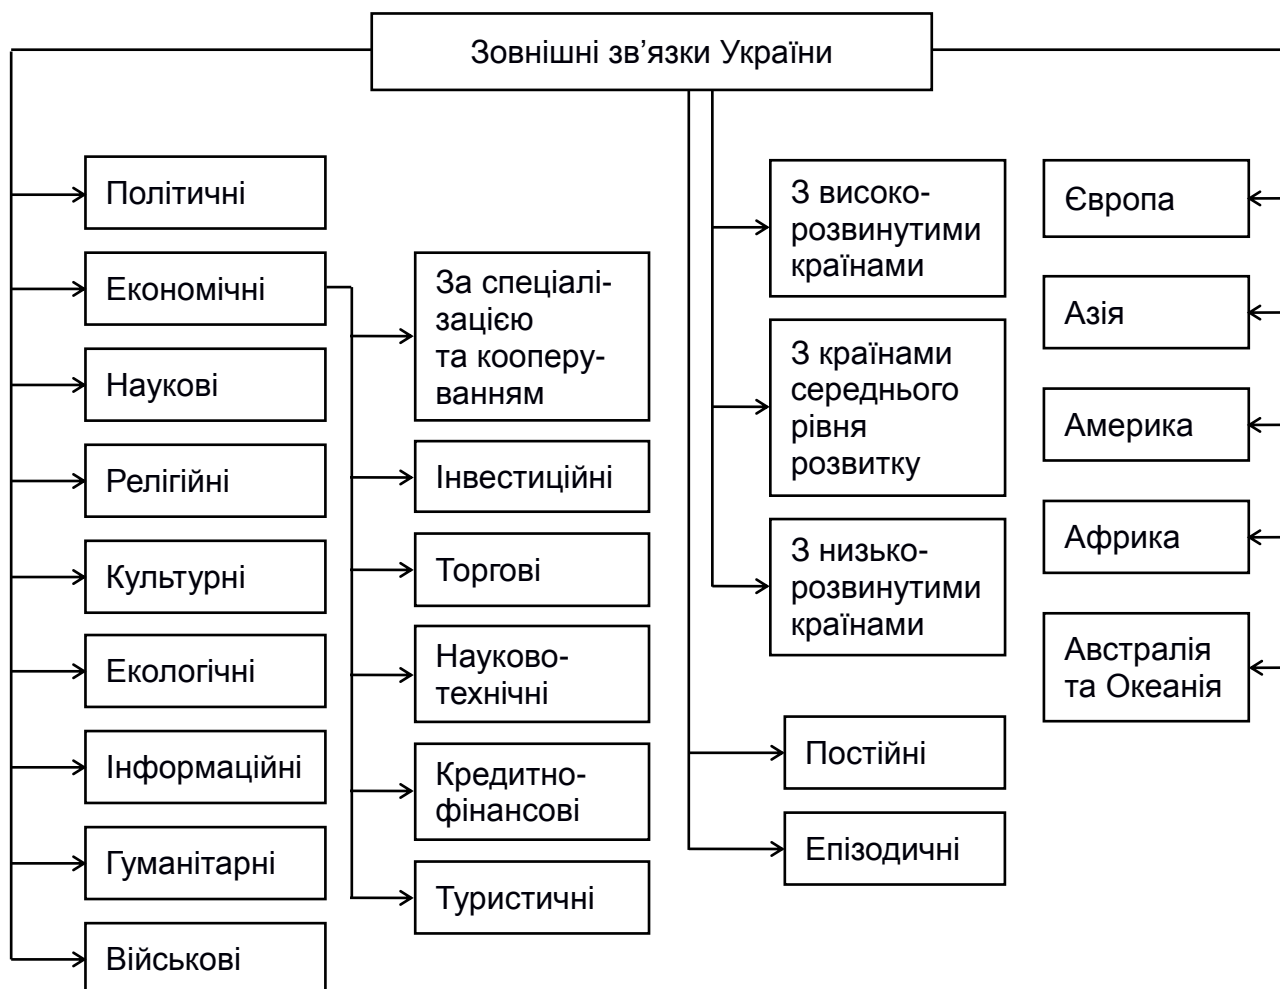 Зовнішні зв’язки України
Політичні
Економічні
Наукові
Релігійні
Культурні
Екологічні
Інформаційні
Гуманітарні
Військові
За спеціалі-
зацією
та кооперу-
ванням
Інвестиційні
Торгові
Науково-
технічні
Кредитно-
фінансові
Туристичні
З високо-
розвинутими
країнами
З країнами
середнього
рівня
розвитку
З низько-
розвинутими
країнами
Постійні
Епізодичні
Європа
Азія
Америка
Африка
Австралія
та Океанія